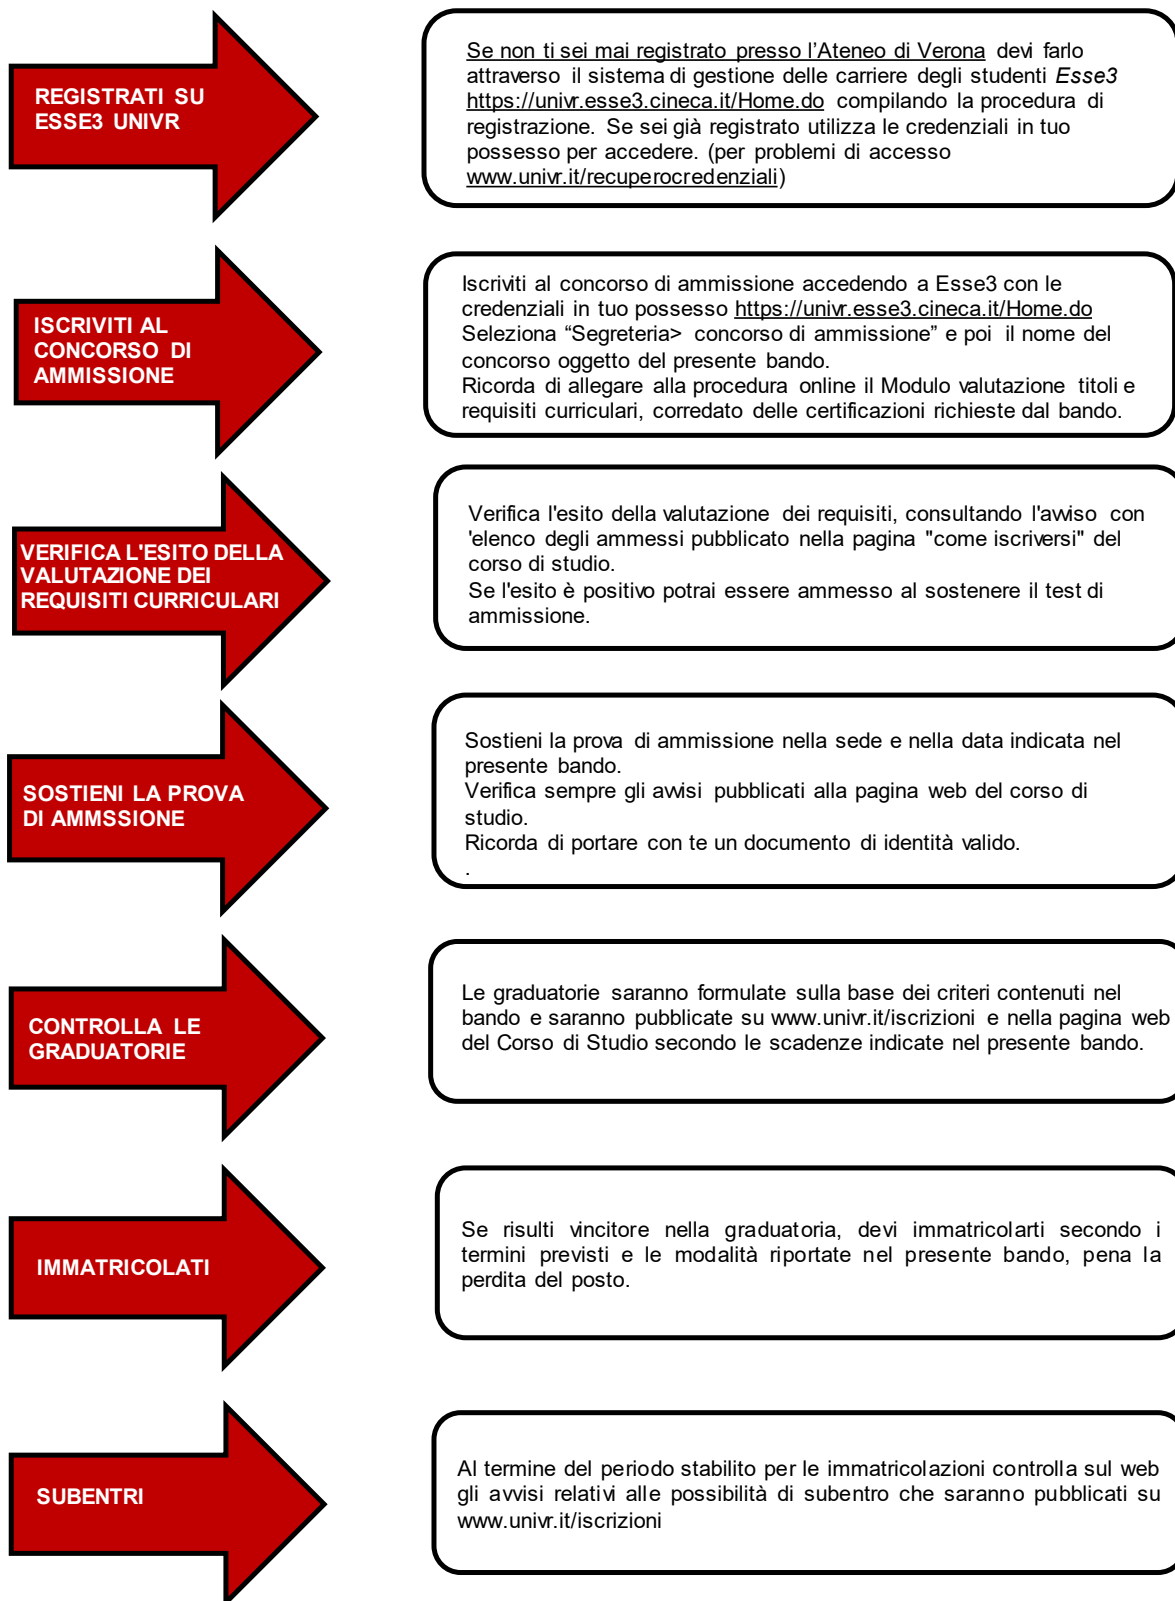 REGISTRATI SU
ESSE3 UNIVR
Se non ti sei mai registrato presso l’Ateneo di Verona devi farlo
attraverso il sistema di gestione delle carriere degli studenti Esse3
https://univr.esse3.cineca.it/Home.do compilando la procedura di
registrazione. Se sei già registrato utilizza le credenziali in tuo
possesso per accedere. (per problemi di accesso
www.univr.it/recuperocredenziali)
ISCRIVITI AL
CONCORSO DI
AMMISSIONE
Iscriviti al concorso di ammissione accedendo a Esse3 con le
credenziali in tuo possesso https://univr.esse3.cineca.it/Home.do
Seleziona “Segreteria> concorso di ammissione” e poi il nome del
concorso oggetto del presente bando.
Ricorda di allegare alla procedura online il Modulo valutazione titoli e
requisiti curriculari, corredato delle certificazioni richieste dal bando.
VERIFICA L'ESITO DELLA
VALUTAZIONE DEI
REQUISITI CURRICULARI
Verifica l'esito della valutazione dei requisiti, consultando l'avviso con
'elenco degli ammessi pubblicato nella pagina "come iscriversi" del
corso di studio.
Se l'esito è positivo potrai essere ammesso al sostenere il test di
ammissione.
SOSTIENI LA PROVA
DI AMMSSIONE
Sostieni la prova di ammissione nella sede e nella data indicata nel
presente bando.
Verifica sempre gli avvisi pubblicati alla pagina web del corso di
studio.
Ricorda di portare con te un documento di identità valido.
.
CONTROLLA LE
GRADUATORIE
Le graduatorie saranno formulate sulla base dei criteri contenuti nel
bando e saranno pubblicate su www.univr.it/iscrizioni e nella pagina web
del Corso di Studio secondo le scadenze indicate nel presente bando.
IMMATRICOLATI
Se risulti vincitore nella graduatoria, devi immatricolarti secondo i
termini previsti e le modalità riportate nel presente bando, pena la
perdita del posto.
SUBENTRI
Al termine del periodo stabilito per le immatricolazioni controlla sul web
gli avvisi relativi alle possibilità di subentro che saranno pubblicati su
www.univr.it/iscrizioni